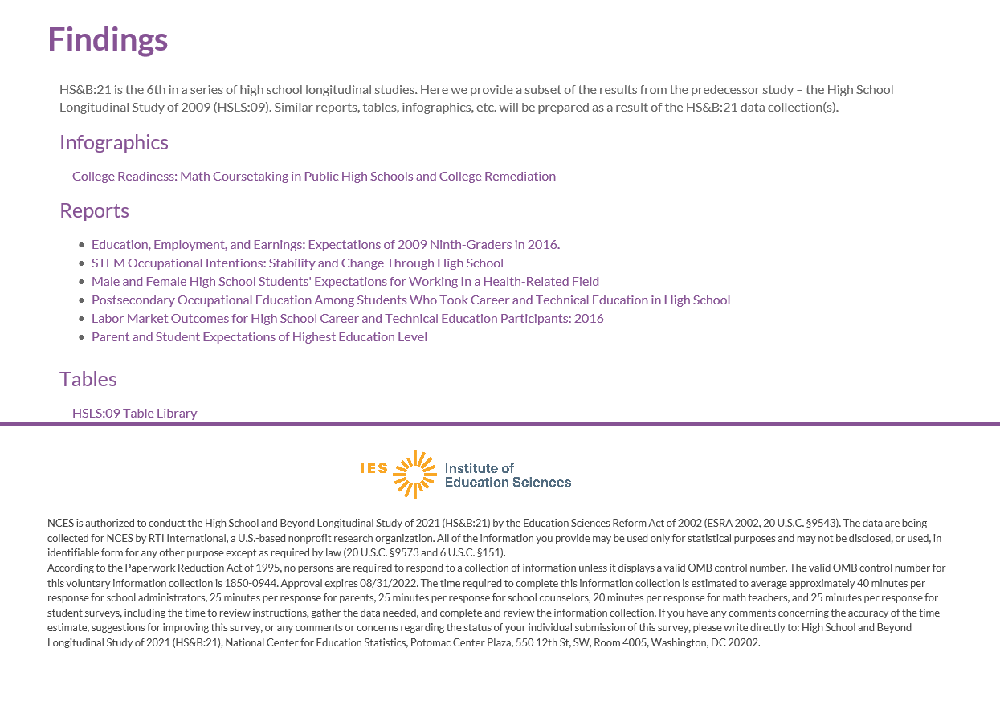 Findings
HS&B:21 is the 6th in a series of high school longitudinal studies. Here we provide a subset of the results from the predecessor study – the High School
Longitudinal Study of 2009 (HSLS:09). Similar reports, tables, infographics, etc. will be prepared as a result of the HS&B:21 data collection(s).
Infographics
College Readiness: Math Coursetaking in Public High Schools and College Remediation
Reports
• Education, Employment, and Earnings: Expectations of 2009 Ninth-Graders in 2016.
• STEM Occupational Intentions: Stability and Change Through High School
• Male and Female High School Students' Expectations for Working In a Health-Related Field
• Postsecondary Occupational Education Among Students Who Took Career and Technical Education in High School
• Labor Market Outcomes for High School Career and Technical Education Participants: 2016
• Parent and Student Expectations of Highest Education Level
Tables
HSLS:09 Table Library
IES Institute of
Education Sciences
NCES is authorized to conduct the High School and Beyond Longitudinal Study of 2021 (HS&B:21) by the Education Sciences Reform Act of 2002 (ESRA 2002, 20 U.S.C. §9543). The data are being
collected for NCES by RTI International, a U.S.-based nonprofit research organization. All of the information you provide may be used only for statistical purposes and may not be disclosed, or used, in
identifiable form for any other purpose except as required by law (20 U.S.C. §9573 and 6 U.S.C. §151).
According to the Paperwork Reduction Act of 1995, no persons are required to respond to a collection of information unless it displays a valid OMB control number. The valid OMB control number for
this voluntary information collection is 1850-0944. Approval expires 08/31/2022. The time required to complete this information collection is estimated to average approximately 40 minutes per
response for school administrators, 25 minutes per response for parents, 25 minutes per response for school counselors, 20 minutes per response for math teachers, and 25 minutes per response for
student surveys, including the time to review instructions, gather the data needed, and complete and review the information collection. If you have any comments concerning the accuracy of the time
estimate, suggestions for improving this survey, or any comments or concerns regarding the status of your individual submission of this survey, please write directly to: High School and Beyond
Longitudinal Study of 2021 (HS&B:21), National Center for Education Statistics, Potomac Center Plaza, 550 12th St, SW, Room 4005, Washington, DC 20202.